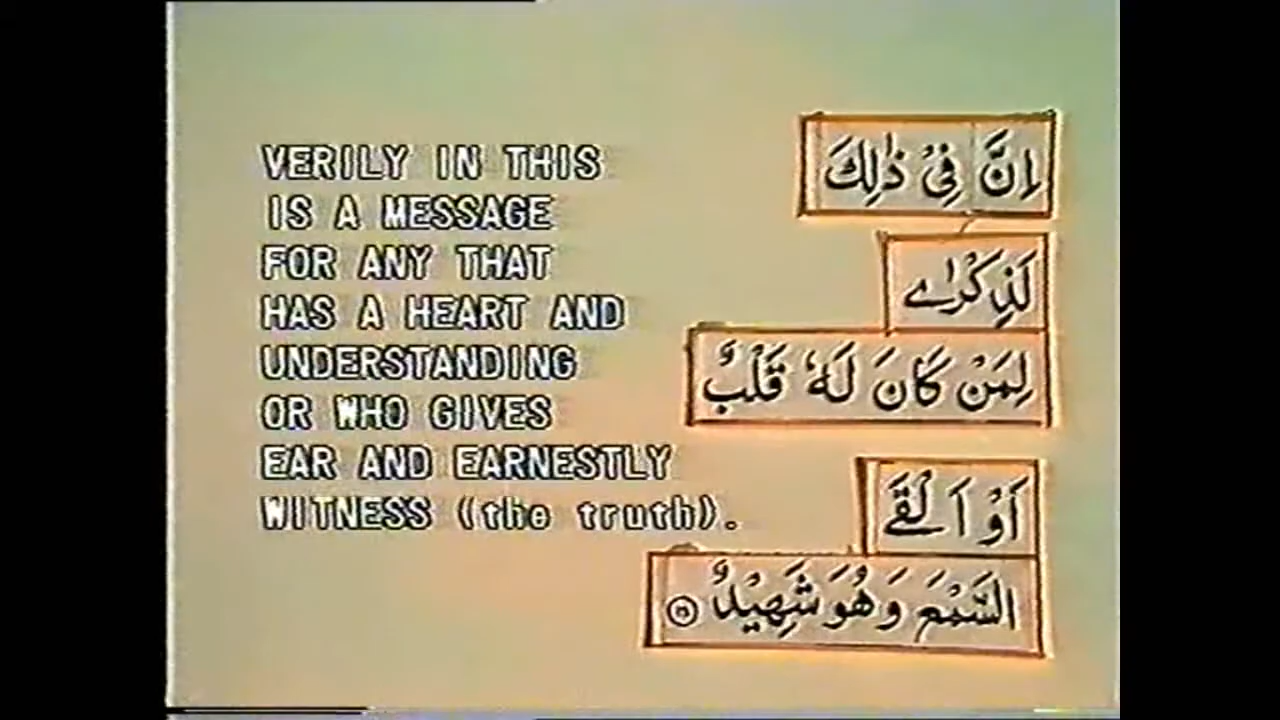 VERILY IN THIS
IS A MESSAGE
FOR ANY THAT
HAS A HEART AND
UNDERSTANDING
OR WHO GIVES
EAR AND EARNESTLY
WITNESS (the truth).
اِنَّ فِیْ ذٰلِكَ
لَذِكْرٰے
لِمَنْ كَانَ لَهٗ قَلْبٌ
اَوْ اَلْقَے
السَّمْعَ وَهُوَ شَهِيْدٌ